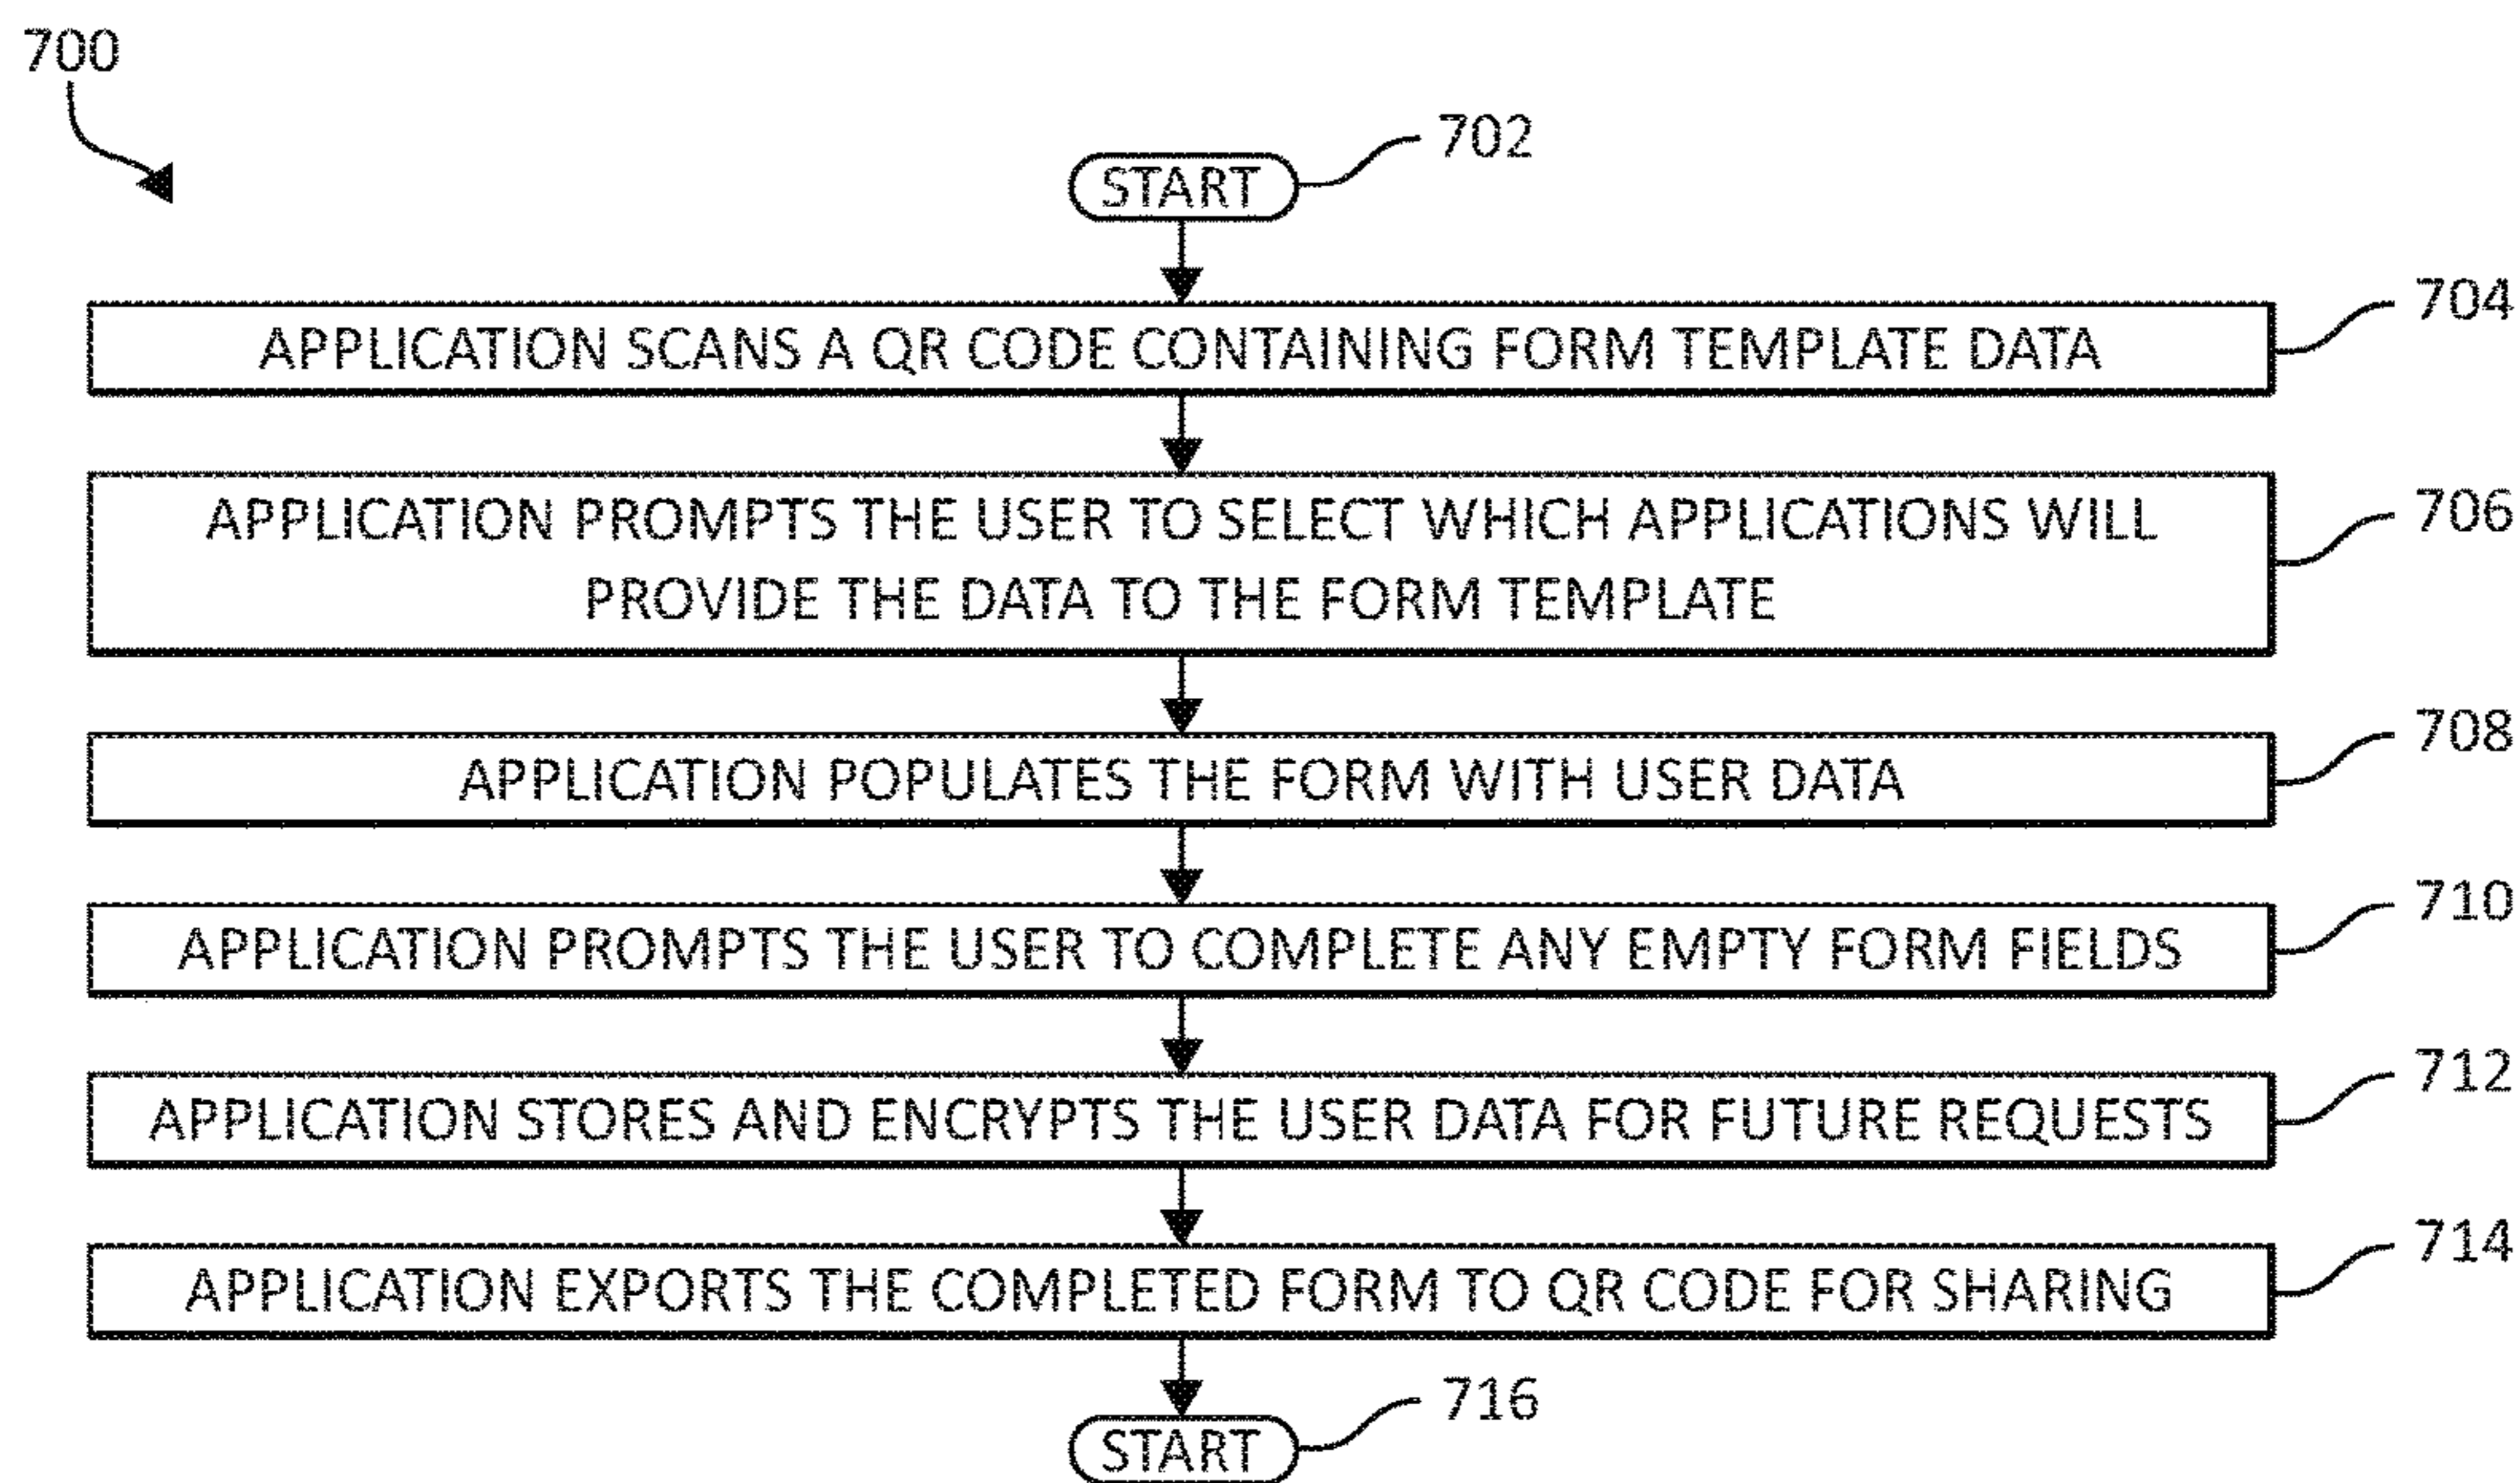 700
702
START
704
APPLICATION SCANS A QR CODE CONTAINING FORM TEMPLATE DATA
706
APPLICATION PROMPTS THE USER TO SELECT WHICH APPLICATIONS WILL
PROVIDE THE DATA TO THE FORM TEMPLATE
708
APPLICATION POPULATES THE FORM WITH USER DATA
710
APPLICATION PROMPTS THE USER TO COMPLETE ANY EMPTY FORM FIELDS
712
APPLICATION STORES AND ENCRYPTS THE USER DATA FOR FUTURE REQUESTS
714
APPLICATION EXPORTS THE COMPLETED FORM TO QR CODE FOR SHARING
716
START